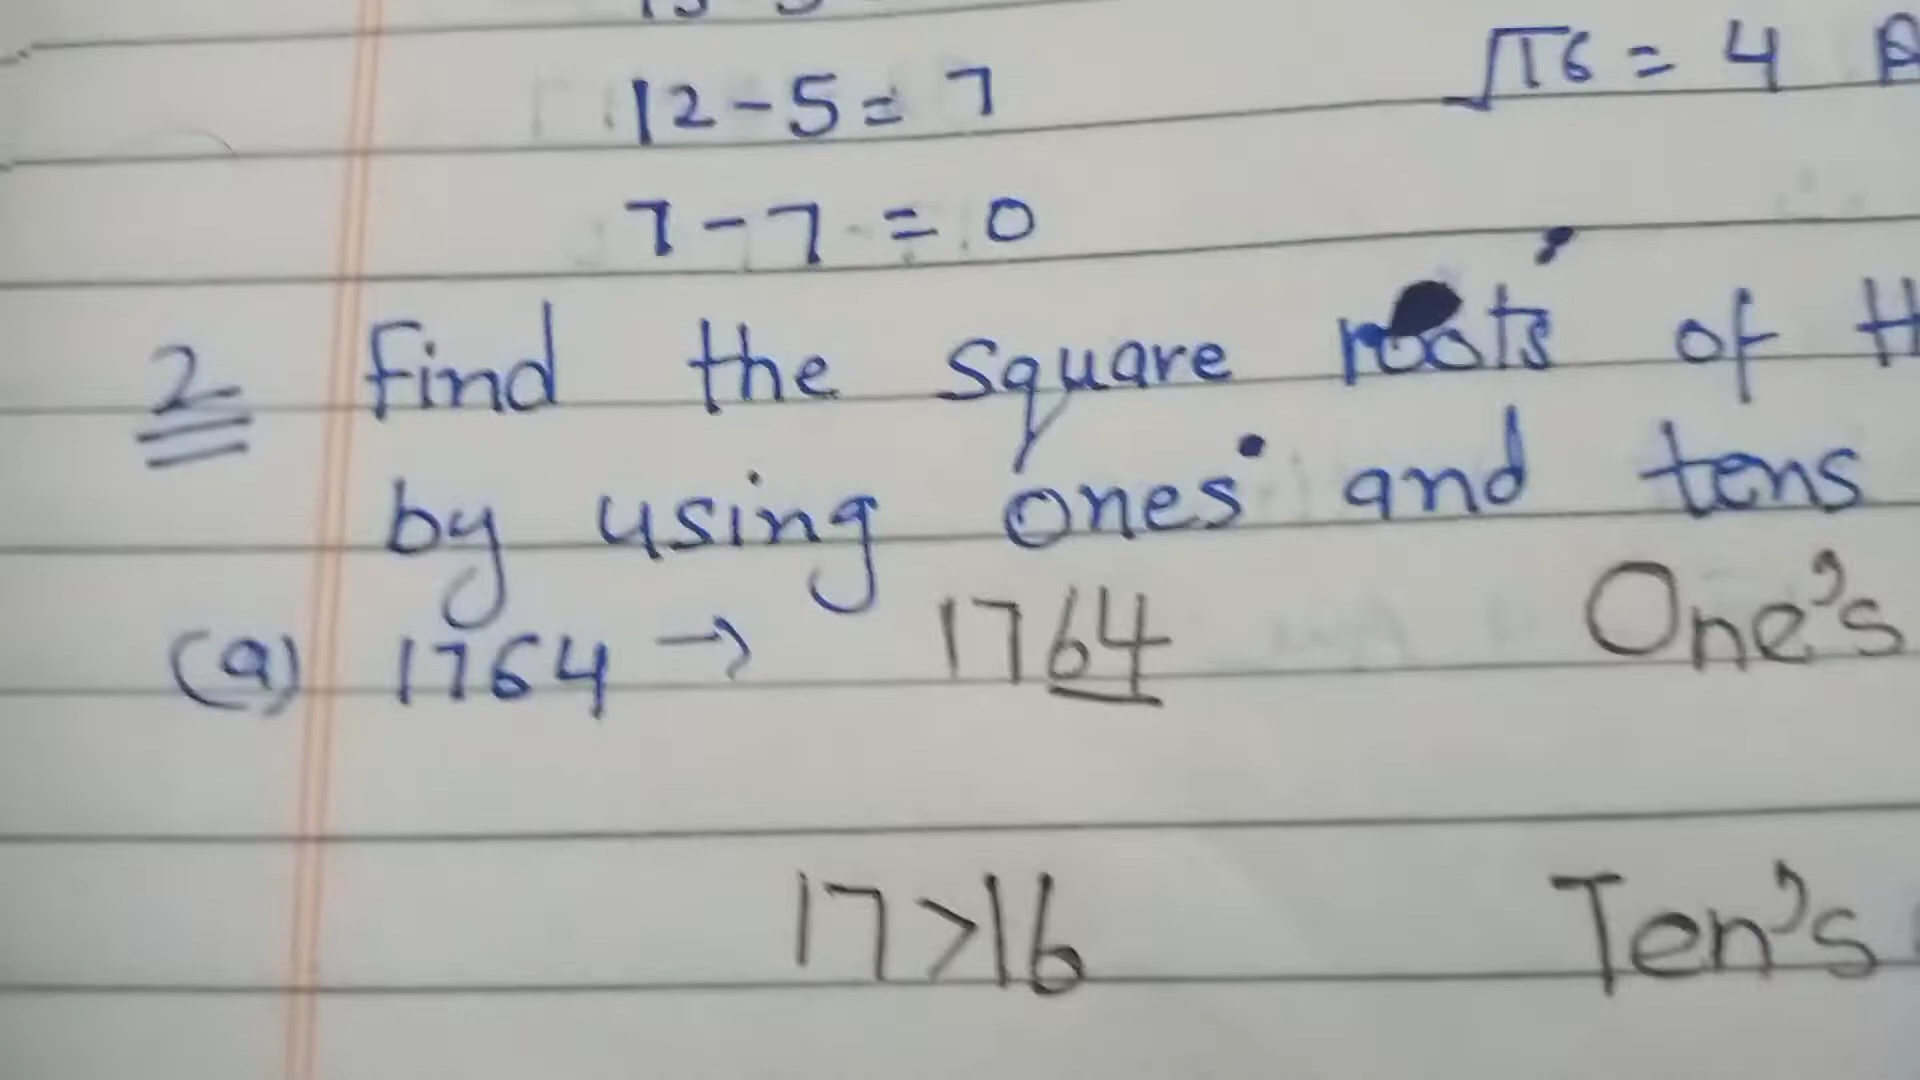 12 - 5 = 7
√16 = 4
7 - 7 = 0
2 Find the square roots of
by using ones and tens
(a) 1764 → 1764 One's
17 > 16 Ten's